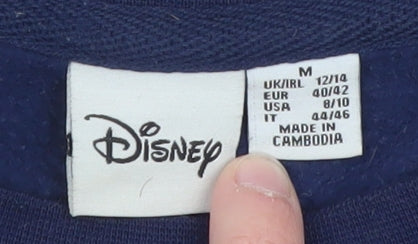 Disney
M
UK/IRL 12/14
EUR 40/42
USA 8/10
IT 44/46
MADE IN
CAMBODIA